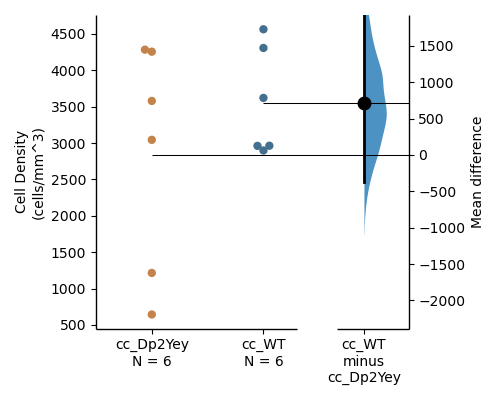 Cell Density
(cells/mm^3)
4500
4000
3500
3000
2500
2000
1500
1000
500
cc_Dp2Yey
N = 6
cc_WT
N = 6
cc_WT
minus
cc_Dp2Yey
1500
1000
500
0
−500
−1000
−1500
−2000
Mean difference